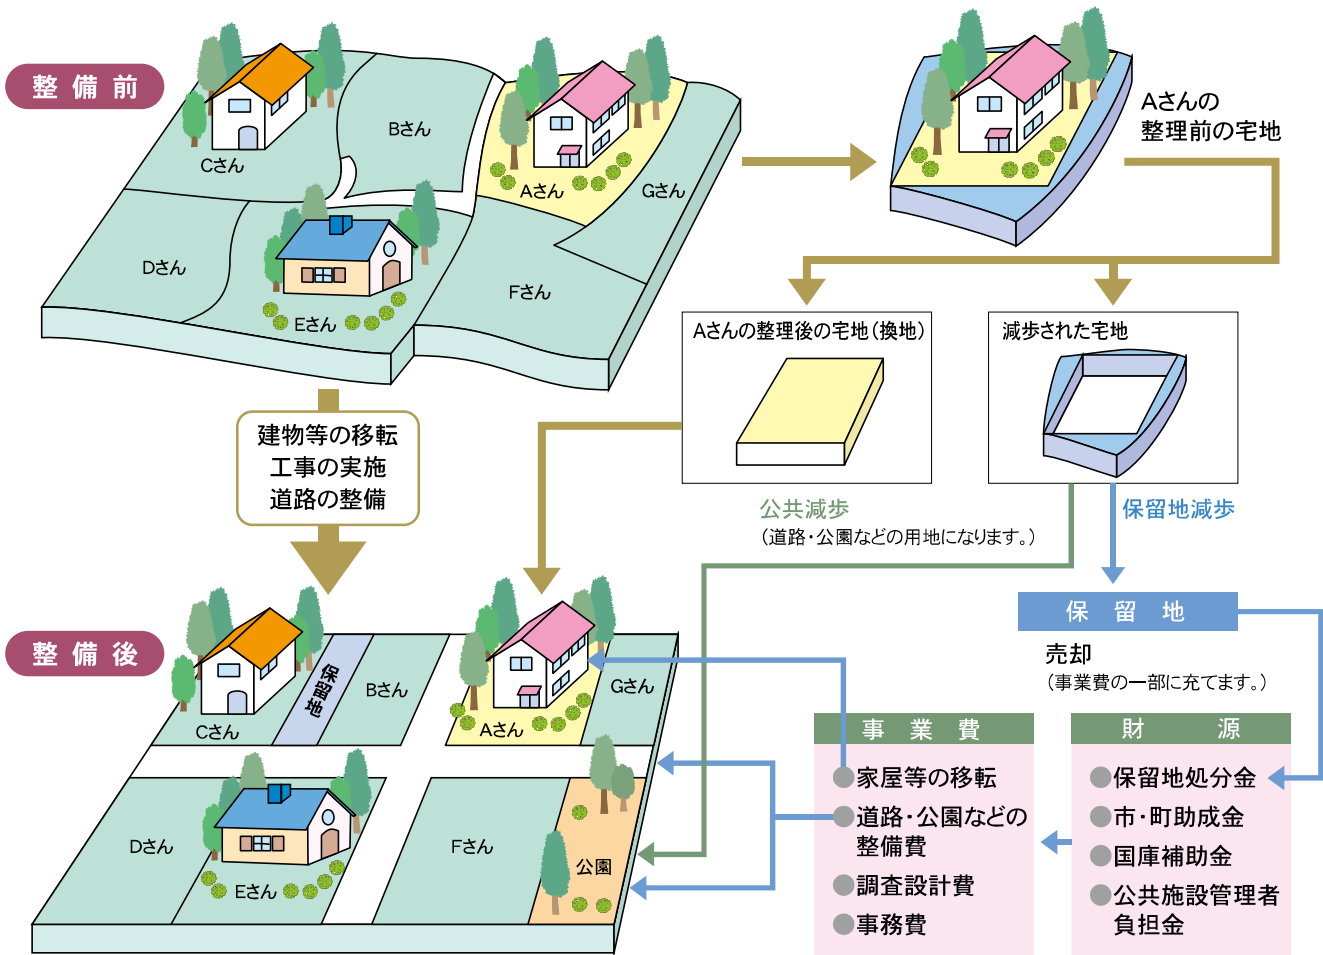 整備前
Cさん
Bさん
Aさん
Gさん
Dさん
Eさん
Fさん
Aさんの
整理前の宅地
Aさんの整理後の宅地(換地)
減歩された宅地
建物等の移転
工事の実施
道路の整備
公共減歩
(道路・公園などの用地になります。)
保留地減歩
保留地
売却
(事業費の一部に充てます。)
整備後
Cさん
保留地
Bさん
Aさん
Gさん
Dさん
Eさん
Fさん
公園
事業費
●家屋等の移転
●道路・公園などの
整備費
●調査設計費
●事務費
財源
●保留地処分金
●市・町助成金
●国庫補助金
●公共施設管理者
負担金